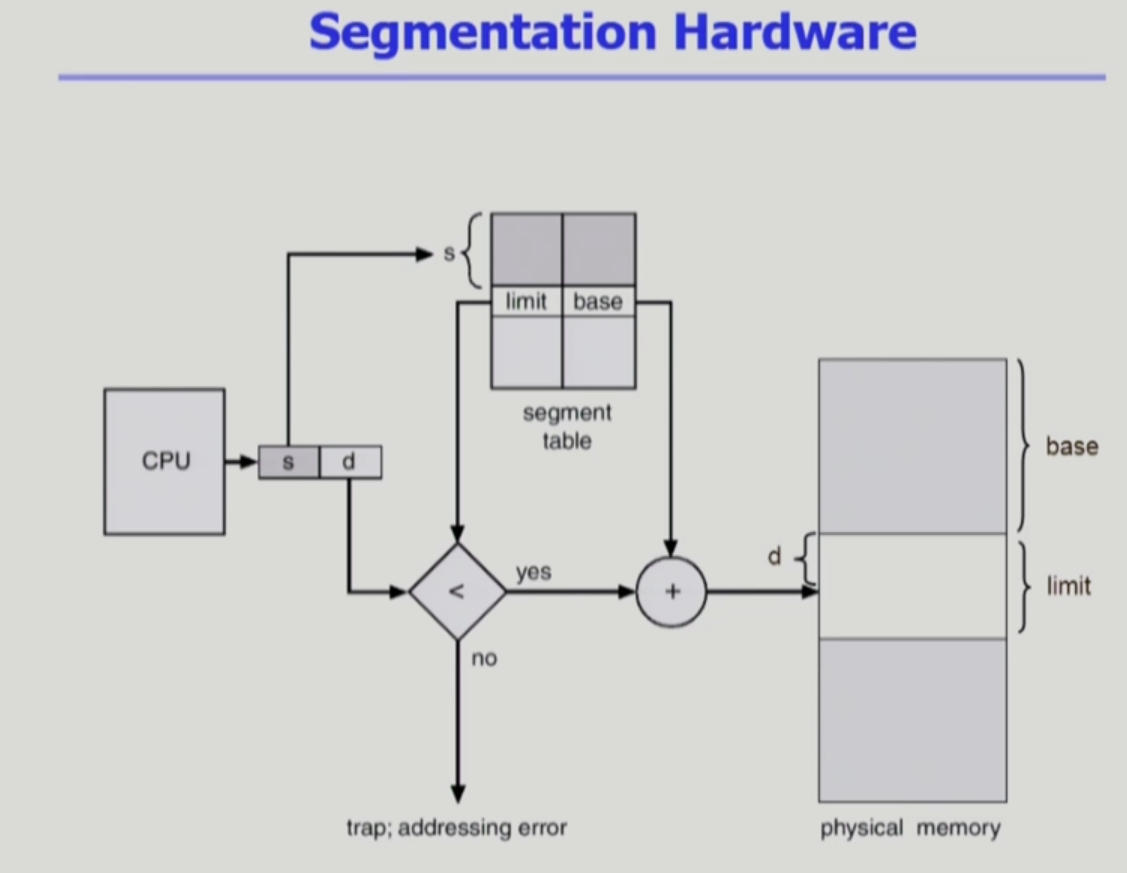 Segmentation Hardware
s
limit base
segment
table
CPU
s d
base
d
yes
<
+
limit
no
trap; addressing error
physical memory